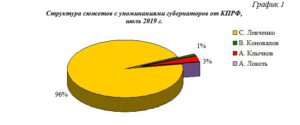 График 1
Структура сюжетов с упоминаниями губернаторов от КПРФ,
июль 2019 г.
С. Левченко
В. Коновалов
А. Клычков
А. Локоть
1%
3%
96%